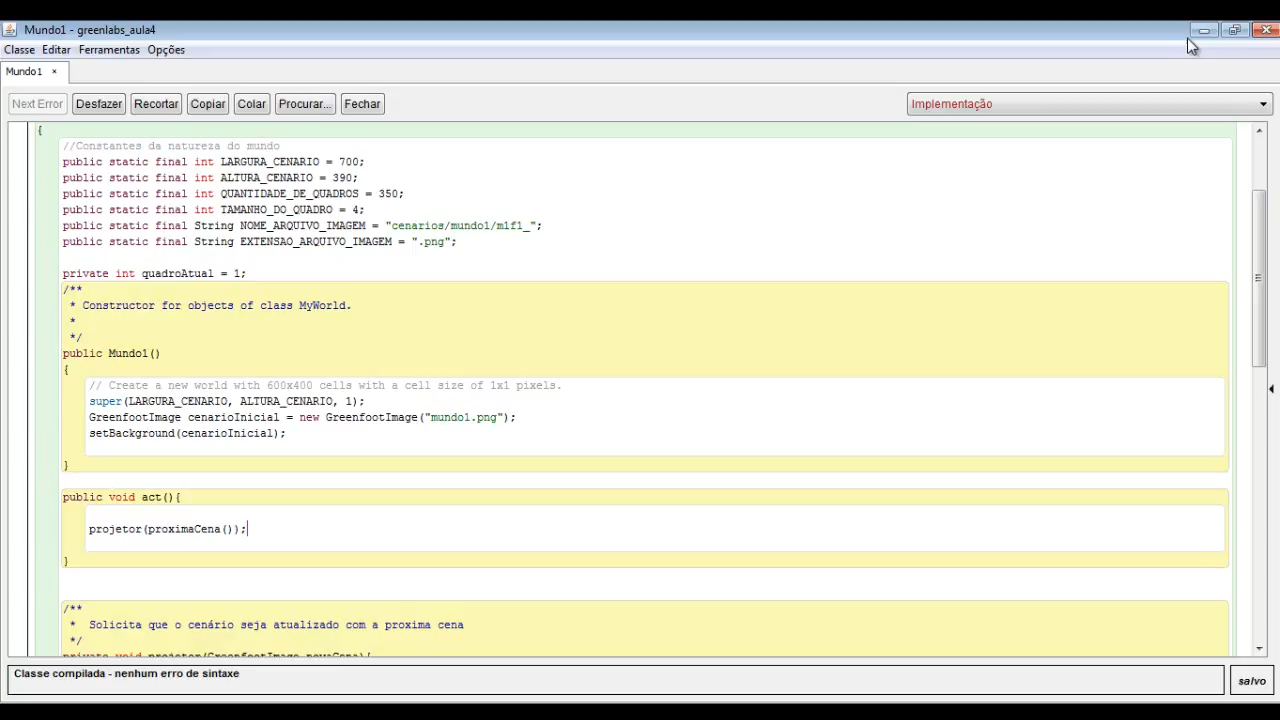 Mundo1 - greenlabs_aula4
Classe Editar Ferramentas Opções
Mundo1 ×
Next Error Desfazer Recortar Copiar Colar Procurar... Fechar Implementação
{
//Constantes da natureza do mundo
public static final int LARGURA_CENARIO = 700;
public static final int ALTURA_CENARIO = 390;
public static final int QUANTIDADE_DE_QUADROS = 350;
public static final int TAMANHO_DO_QUADRO = 4;
public static final String NOME_ARQUIVO_IMAGEM = "cenarios/mundo1/m1f1_";
public static final String EXTENSAO_ARQUIVO_IMAGEM = ".png";
private int quadroAtual = 1;
/**
* Constructor for objects of class MyWorld.
*
*/
public Mundo1()
{
// Create a new world with 600x400 cells with a cell size of 1x1 pixels.
super(LARGURA_CENARIO, ALTURA_CENARIO, 1);
GreenfootImage cenarioInicial = new GreenfootImage("mundo1.png");
setBackground(cenarioInicial);
}
public void act(){
projetor(proximaCena());
}
/**
* Solicita que o cenário seja atualizado com a proxima cena
*/
private void projetor(GreenfootImage novaCena){
Classe compilada - nenhum erro de sintaxe
salvo